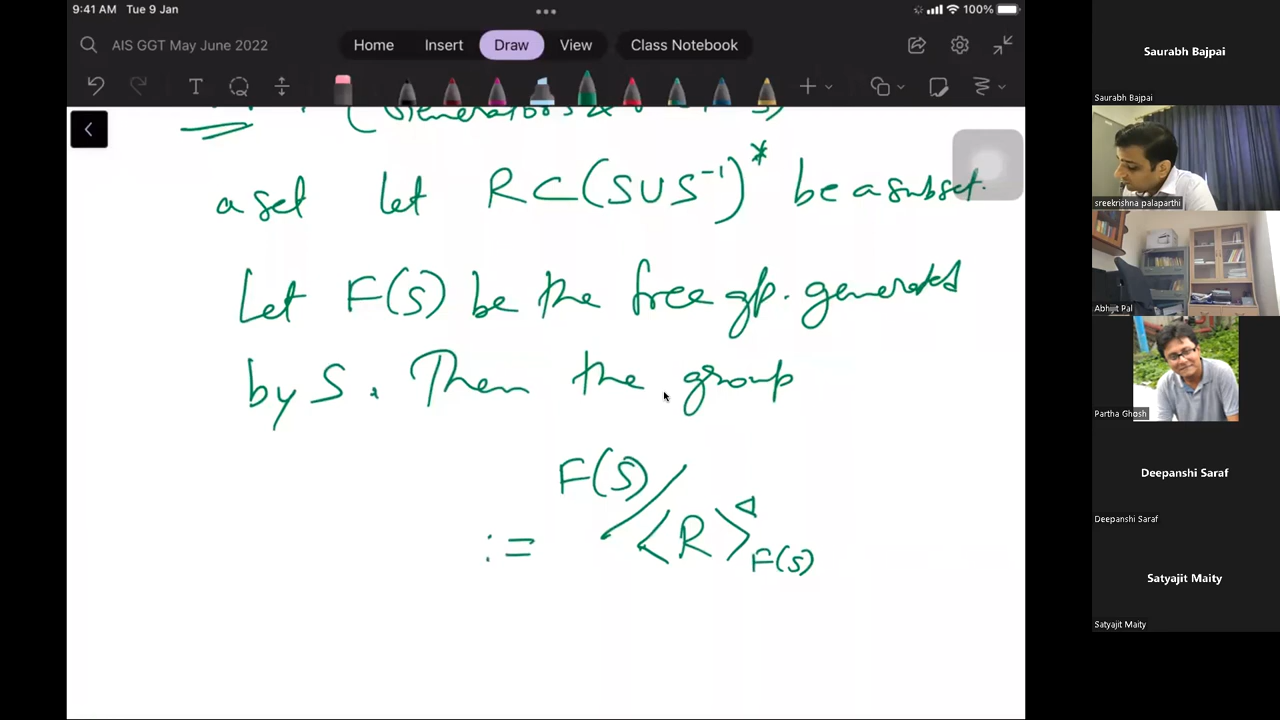 9:41 AM Tue 9 Jan
100%
AIS GGT May June 2022
Home
Insert
Draw
View
Class Notebook
a set let R ⊂ (S ∪ S⁻¹)* be a subset.
Let F(S) be the free gp. generated
by S. Then the group
F(S)/
:= ⟨R⟩^◁_F(S)
Saurabh Bajpai
Saurabh Bajpai
sreekrishna palaparthi
Abhijit Pal
Partha Ghosh
Deepanshi Saraf
Deepanshi Saraf
Satyajit Maity
Satyajit Maity